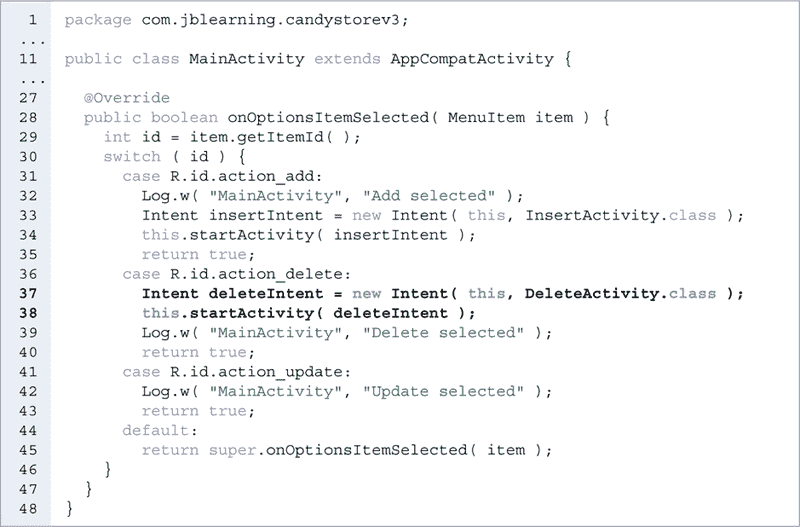 1 package com.jblearning.candystorev3;
...
11 public class MainActivity extends AppCompatActivity {
...
27   @Override
28   public boolean onOptionsItemSelected( MenuItem item ) {
29     int id = item.getItemId( );
30     switch ( id ) {
31       case R.id.action_add:
32         Log.w( "MainActivity", "Add selected" );
33         Intent insertIntent = new Intent( this, InsertActivity.class );
34         this.startActivity( insertIntent );
35         return true;
36       case R.id.action_delete:
37         Intent deleteIntent = new Intent( this, DeleteActivity.class );
38         this.startActivity( deleteIntent );
39         Log.w( "MainActivity", "Delete selected" );
40         return true;
41       case R.id.action_update:
42         Log.w( "MainActivity", "Update selected" );
43         return true;
44       default:
45         return super.onOptionsItemSelected( item );
46     }
47   }
48 }